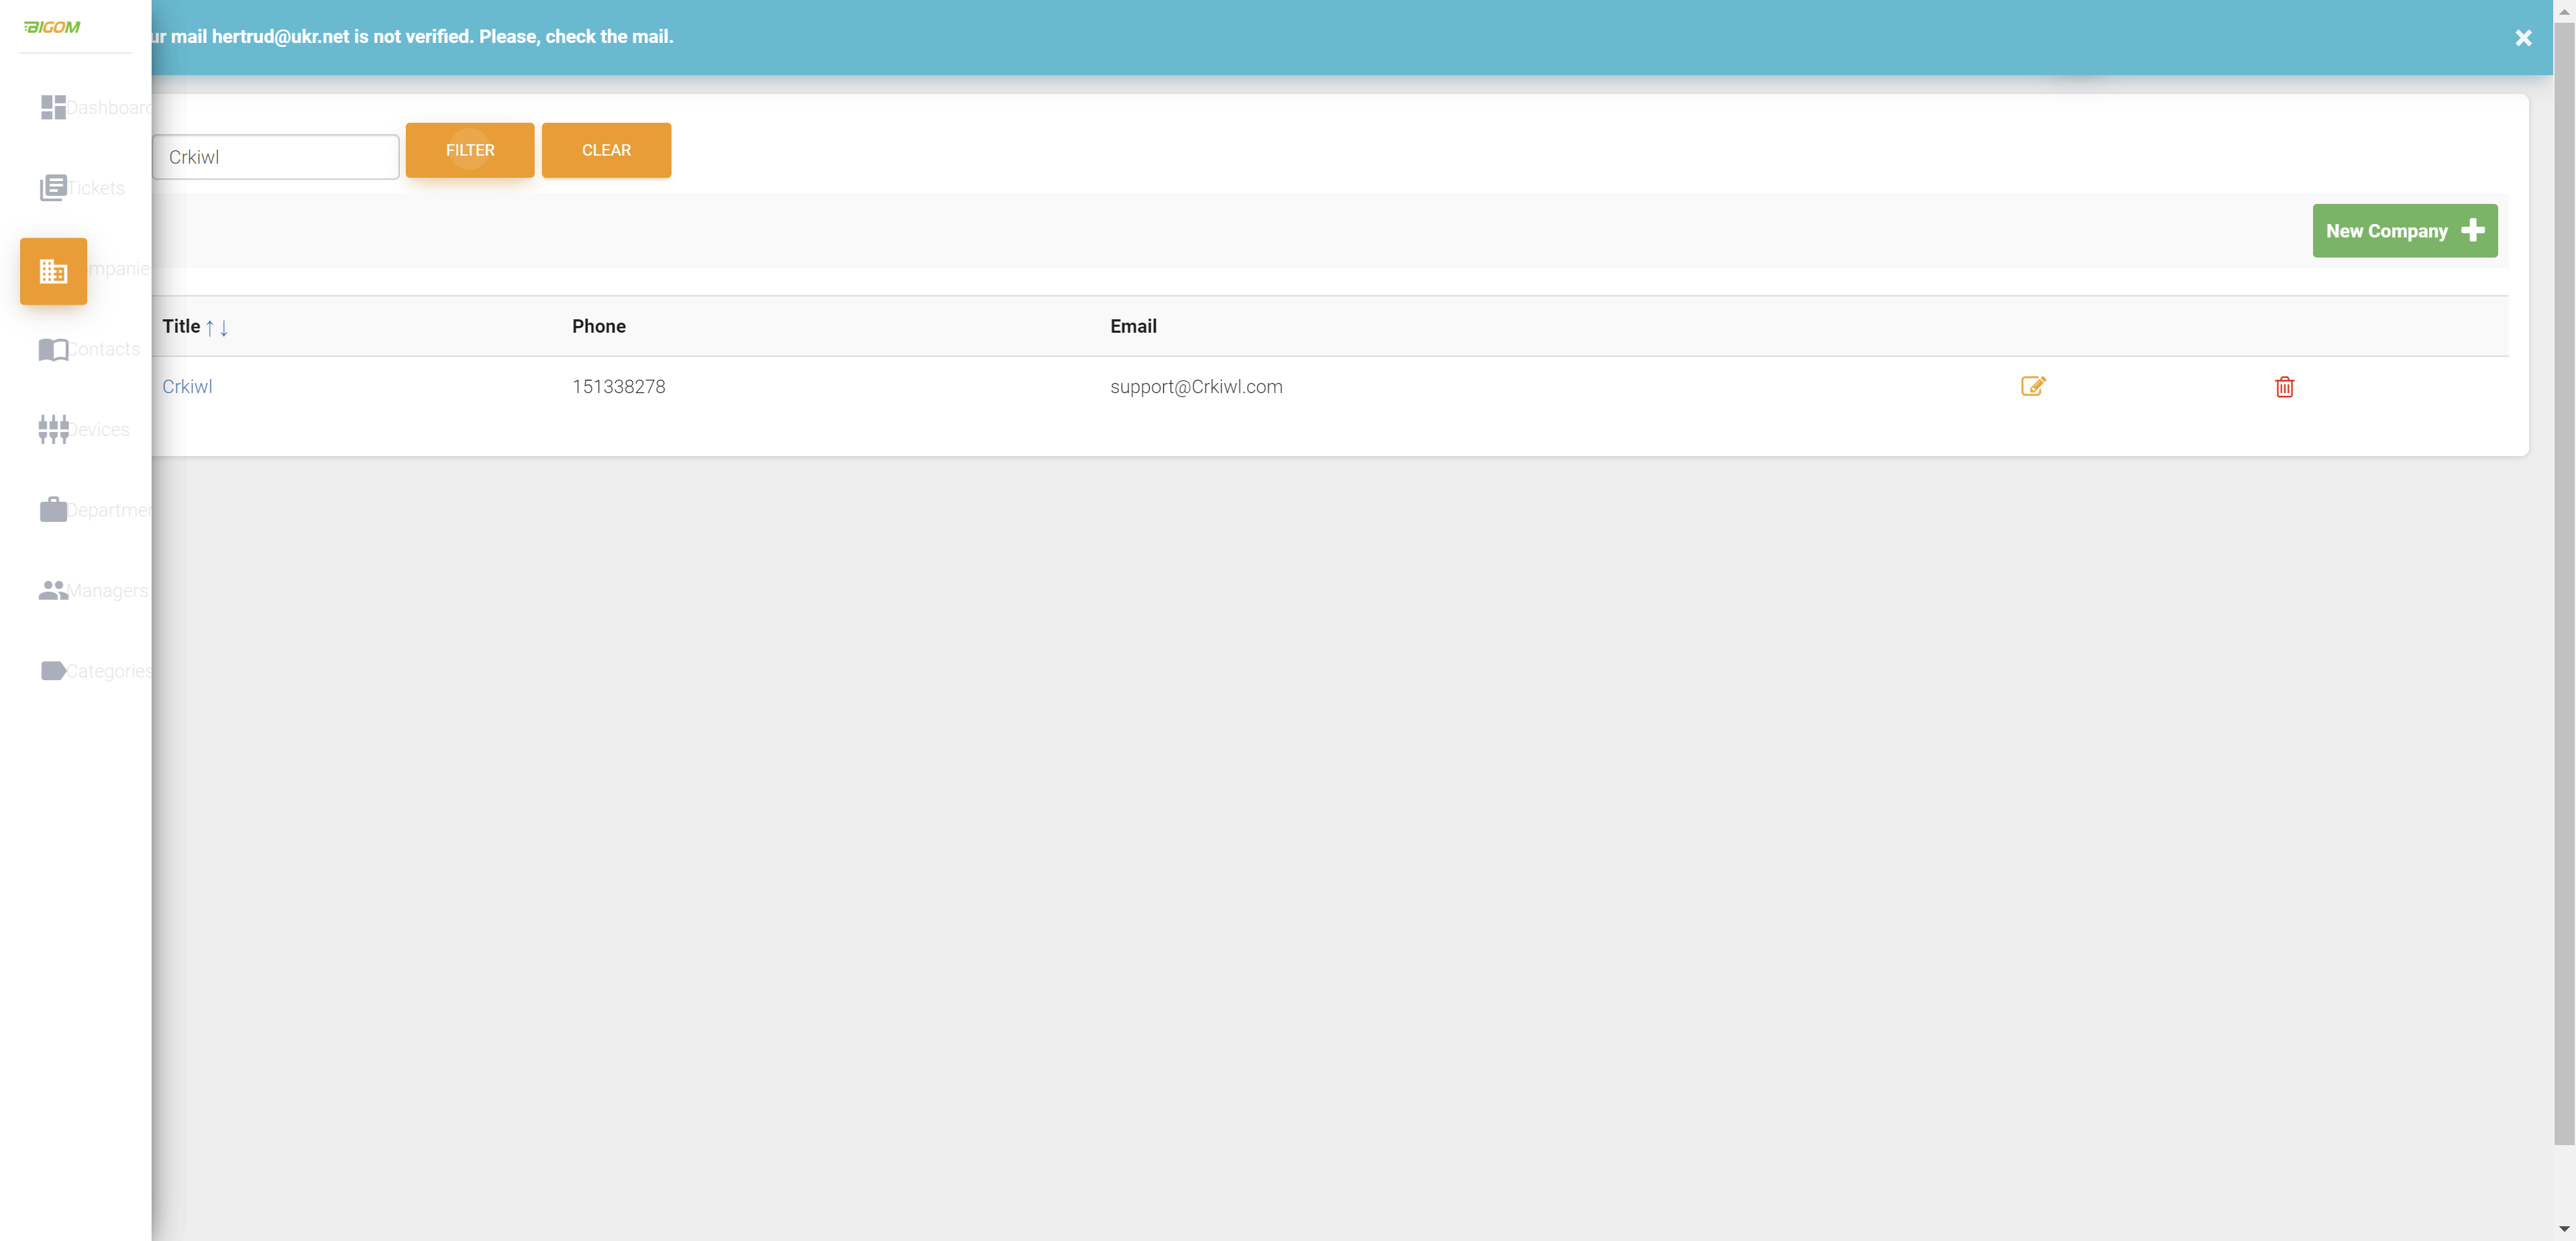 BIGOM
ur mail hertrud@ukr.net is not verified. Please, check the mail.
Dashboard
Crkiwl
FILTER
CLEAR
Tickets
New Company
mpanie
Title ↑↓
Phone
Email
Contacts
Crkiwl
151338278
support@Crkiwl.com
Devices
Departmen
Managers
Categories